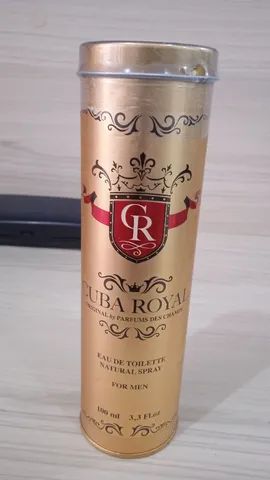 CR
CUBA ROYAL
ORIGINAL by PARFUMS DES CHAMPS
EAU DE TOILETTE
NATURAL SPRAY
FOR MEN
100 ml 3,3 Fl.oz